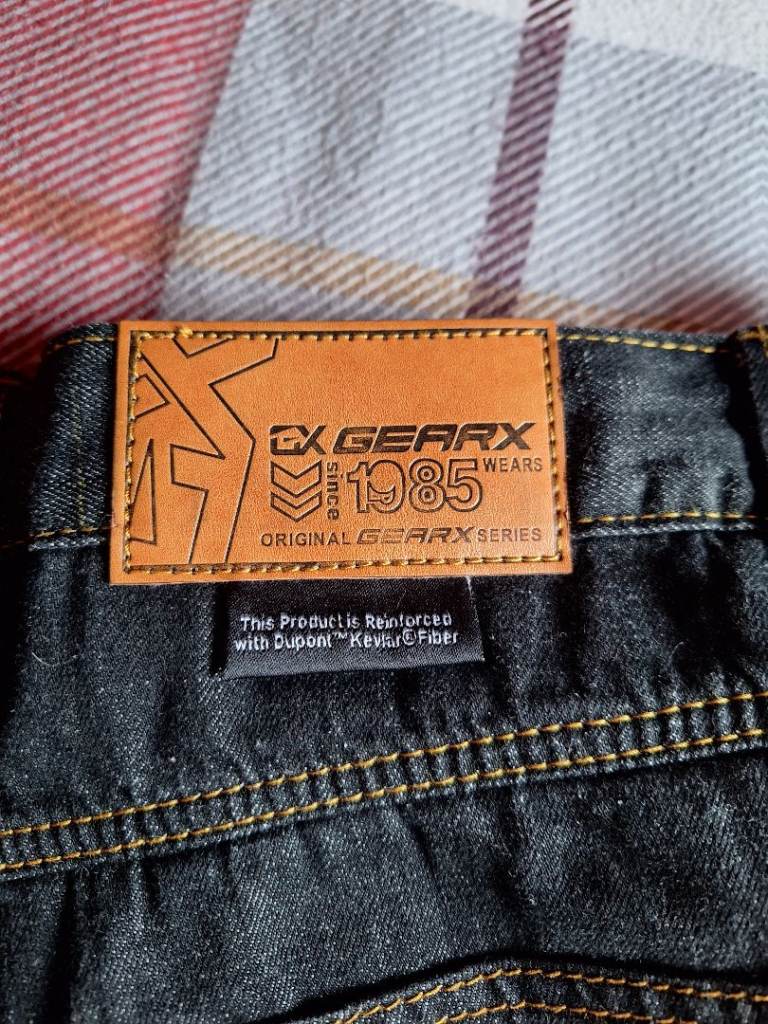 GX GEARX
Since 1985 WEARS
ORIGINAL GEARX SERIES
This Product is Reinforced
with Dupont™ Kevlar® Fiber